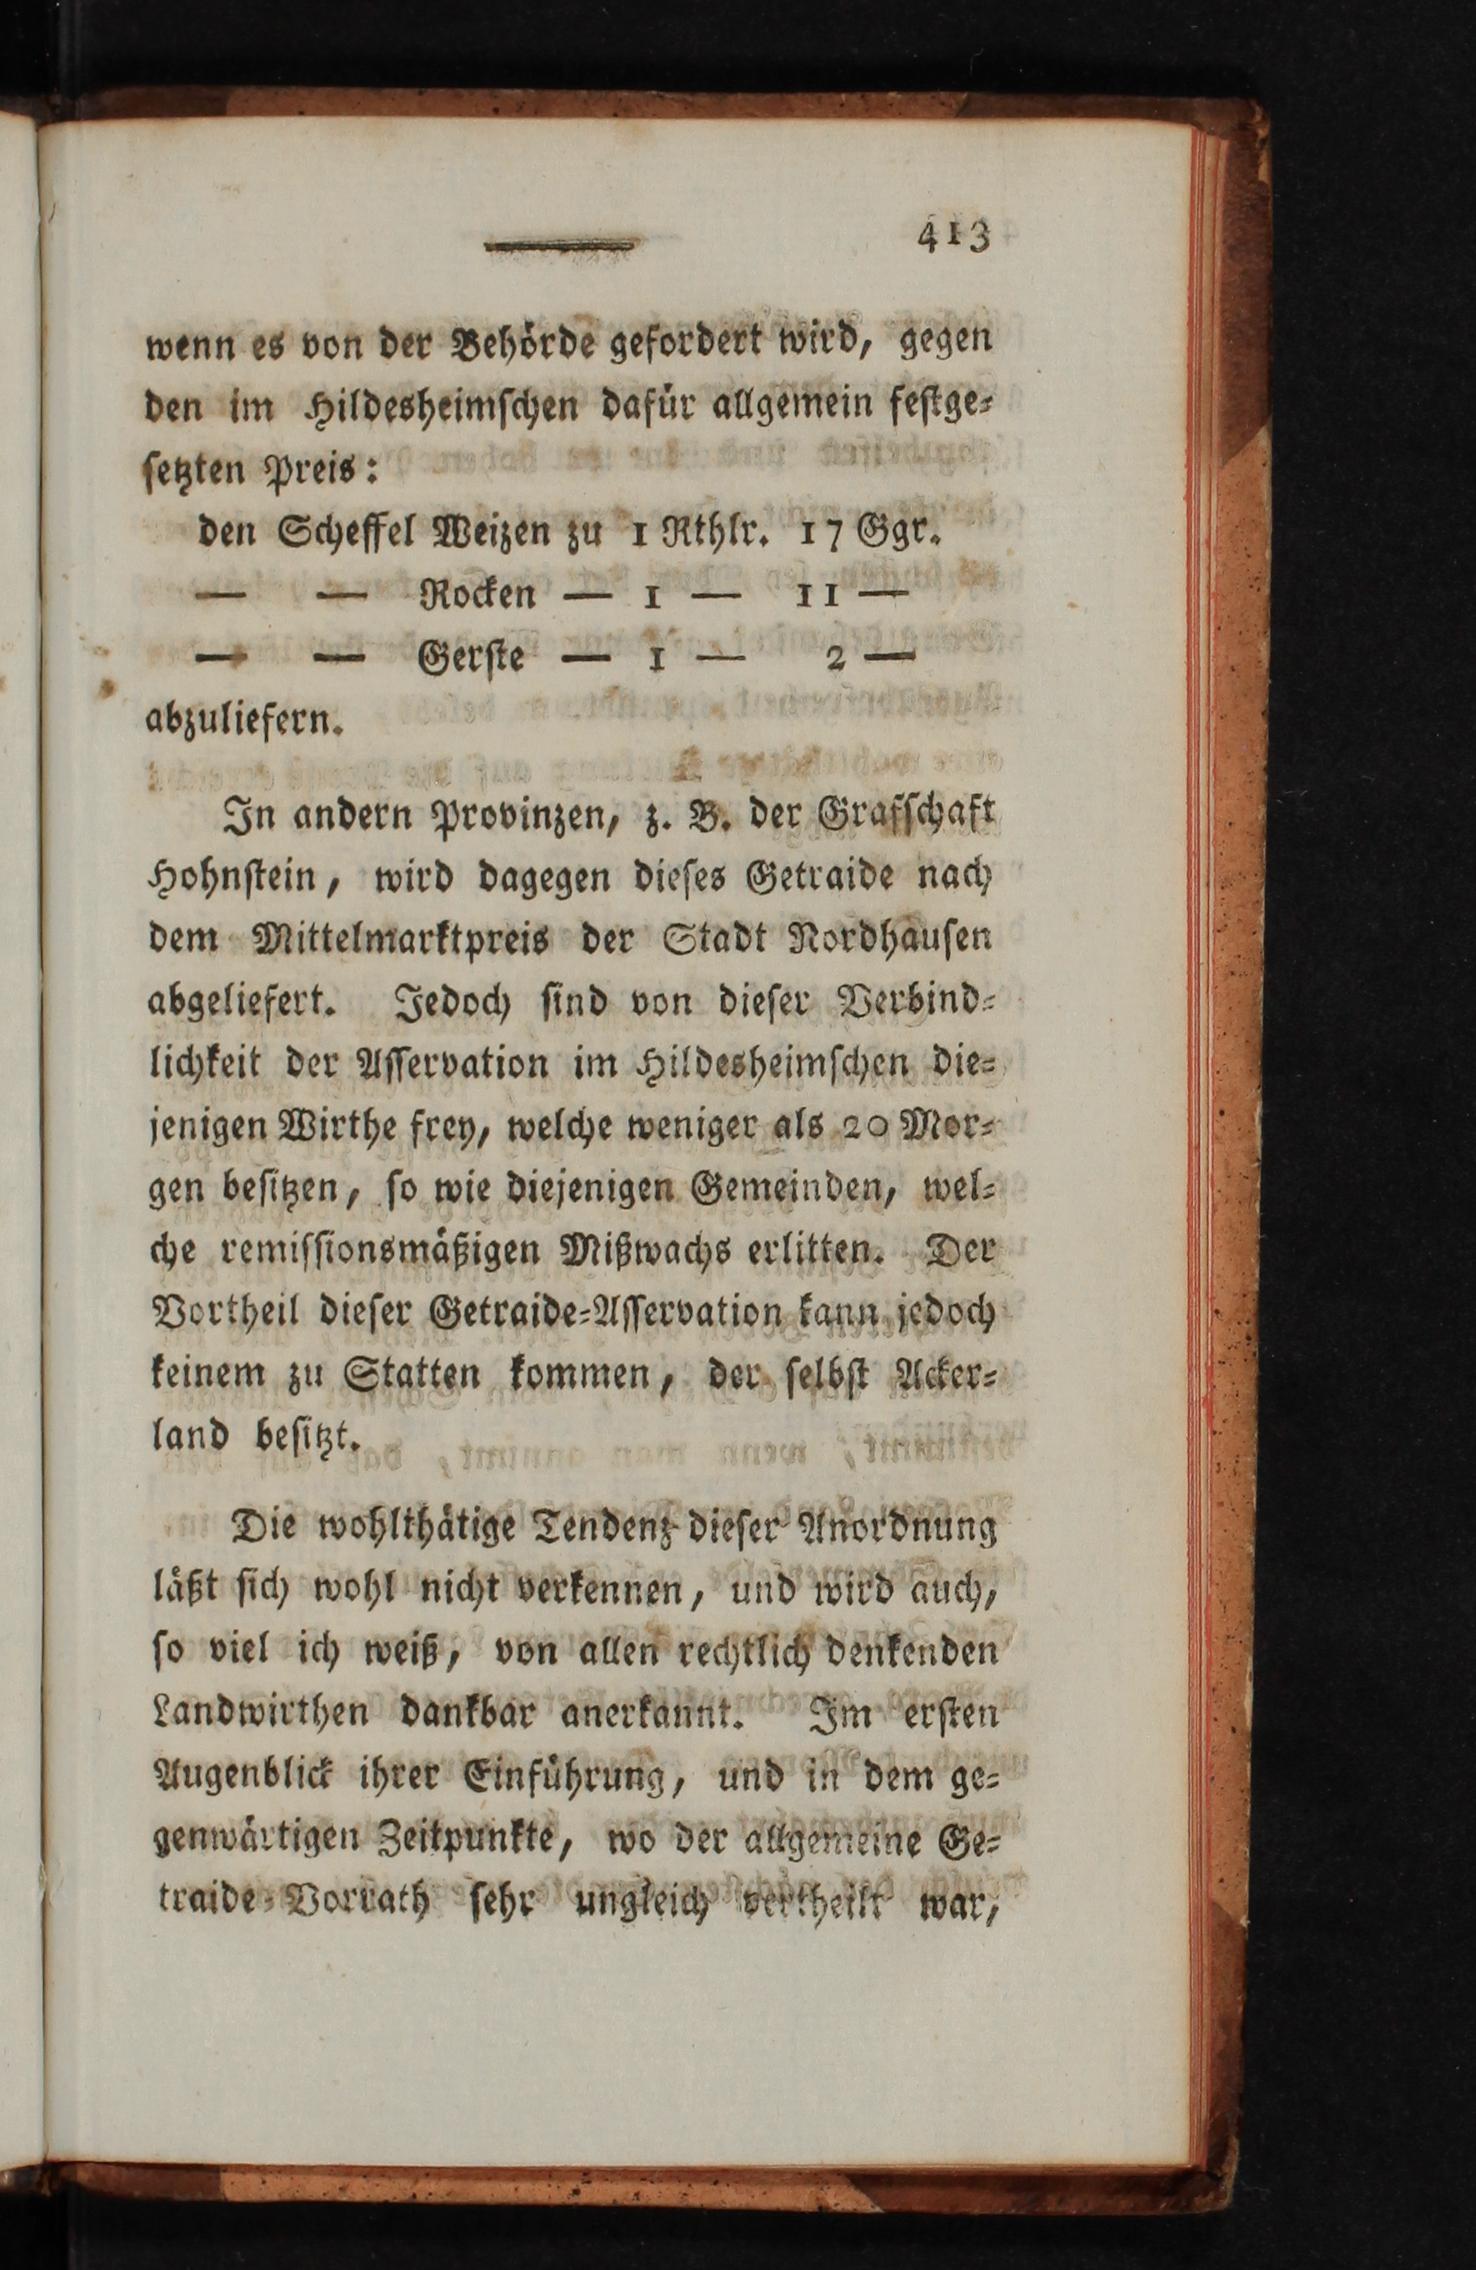 413
wenn es von der Behörde gefordert wird, gegen
den im Hildesheimſchen dafür allgemein feſtge⸗
ſetzten Preis:
den Scheffel Weizen zu 1 Rthlr. 17 Ggr.
— — Rocken — 1 — 11 —
— — Gerſte — 1 — 2 —
abzuliefern.
In andern Provinzen, z. B. der Grafſchaft
Hohnſtein, wird dagegen dieſes Getraide nach
dem Mittelmarktpreis der Stadt Nordhauſen
abgeliefert. Jedoch ſind von dieſer Verbind⸗
lichkeit der Aſſervation im Hildesheimſchen die⸗
jenigen Wirthe frey, welche weniger als 20 Mor⸗
gen beſitzen, ſo wie diejenigen Gemeinden, wel⸗
che remiſſionsmäßigen Mißwachs erlitten. Der
Vortheil dieſer Getraide⸗Aſſervation kann jedoch
keinem zu Statten kommen, der ſelbſt Acker⸗
land beſitzt.
Die wohlthätige Tendenz dieſer Anordnung
läßt ſich wohl nicht verkennen, und wird auch,
ſo viel ich weiß, von allen rechtlich denkenden
Landwirthen dankbar anerkannt. Im erſten
Augenblick ihrer Einführung, und in dem ge⸗
genwärtigen Zeitpunkte, wo der allgemeine Ge⸗
traide⸗Vorrath ſehr ungleich vertheilt war,